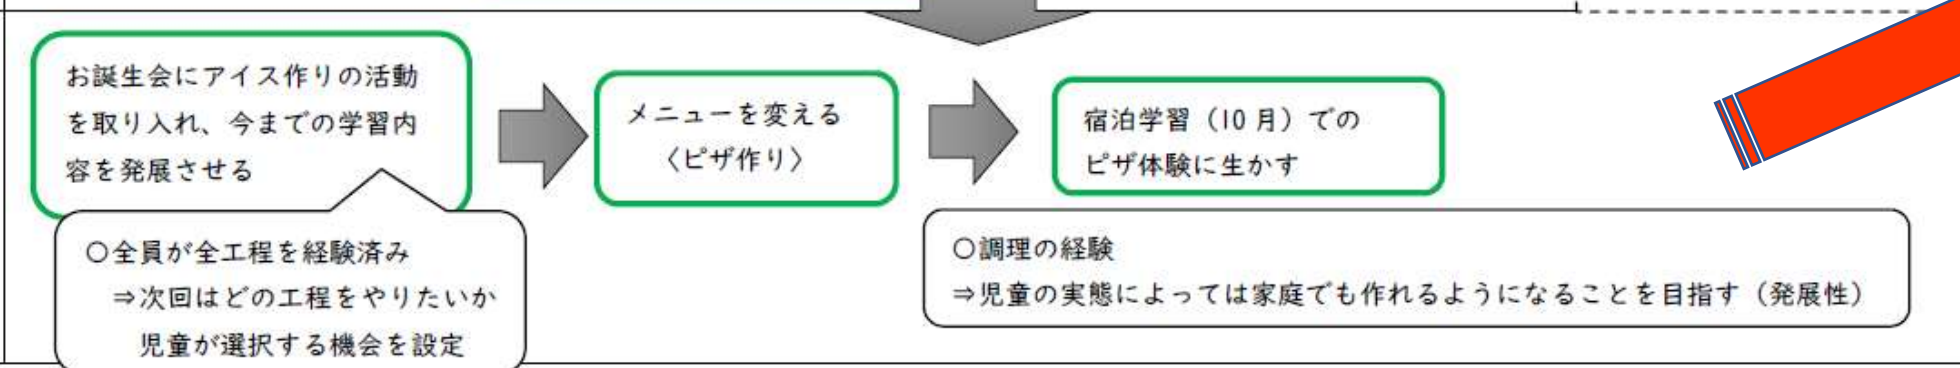 お誕生会にアイス作りの活動
を取り入れ、今までの学習内
容を発展させる
メニューを変える
〈ピザ作り〉
宿泊学習（10月）での
ピザ体験に生かす
〇全員が全工程を経験済み
⇒次回はどの工程をやりたいか
児童が選択する機会を設定
〇調理の経験
⇒児童の実態によっては家庭でも作れるようになることを目指す（発展性）